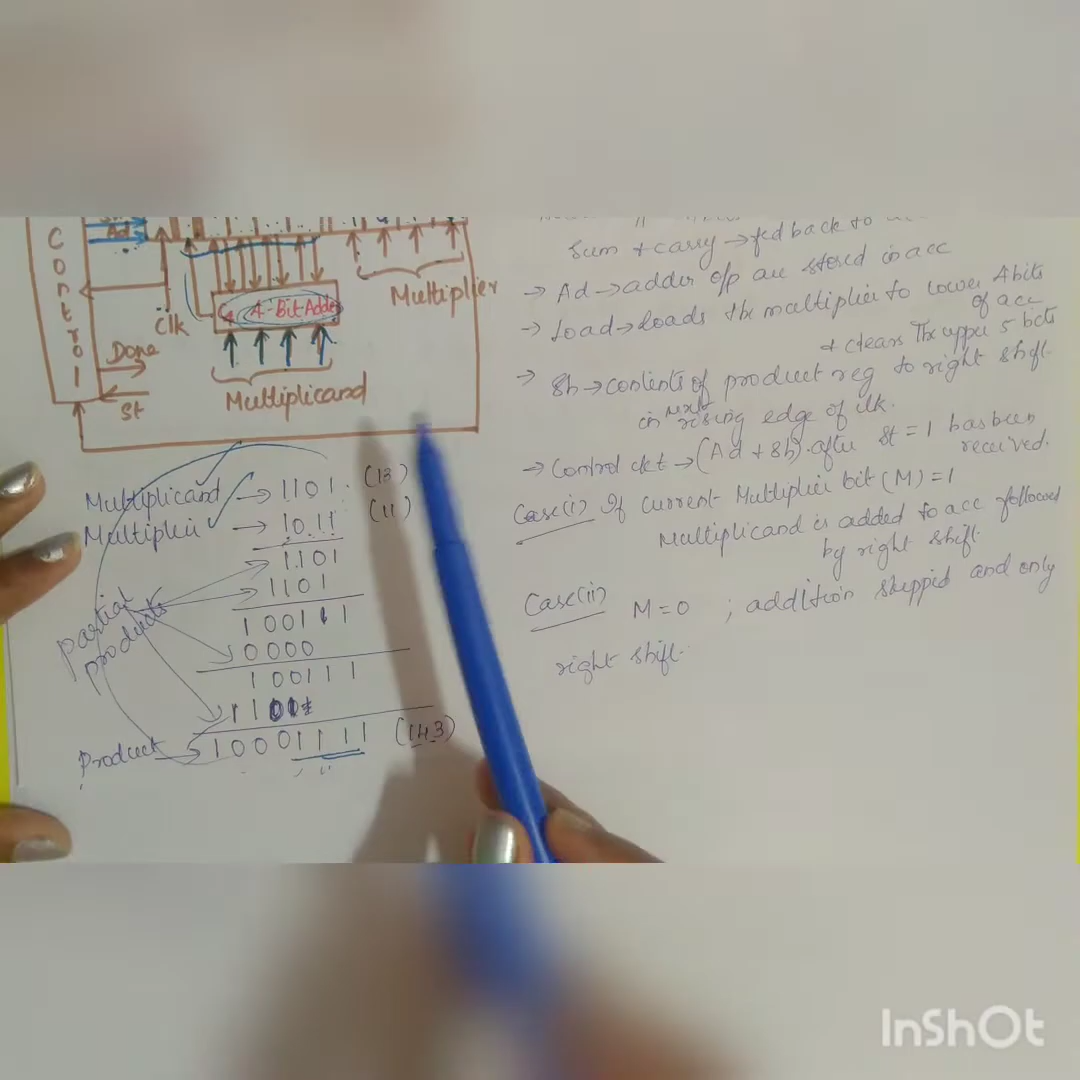 Control
Ad
Clk
Done
St
4-Bit Adder
Multiplier
Multiplicand
Multiplicand → 1101 (13)
Multiplier → 1011 (11)
1101
1101
100111
0000
100111
partial
products
Product → 10001111 (143)
Sum + carry → fed back to
→ Ad → adder o/p are stored in acc
→ Load → Loads the multiplier to lower 4 bits
of acc
& clears the upper 5 bits
→ Sh → contents of product reg to right shift
in next rising edge of clk.
→ Control ckt → (Ad + Sh) after St = 1 has been
received.
Case(i) If current Multiplier bit (M) = 1
Multiplicand is added to acc followed
by right shift.
Case(ii) M = 0 ; addition skipped and only
right shift.
InShOt